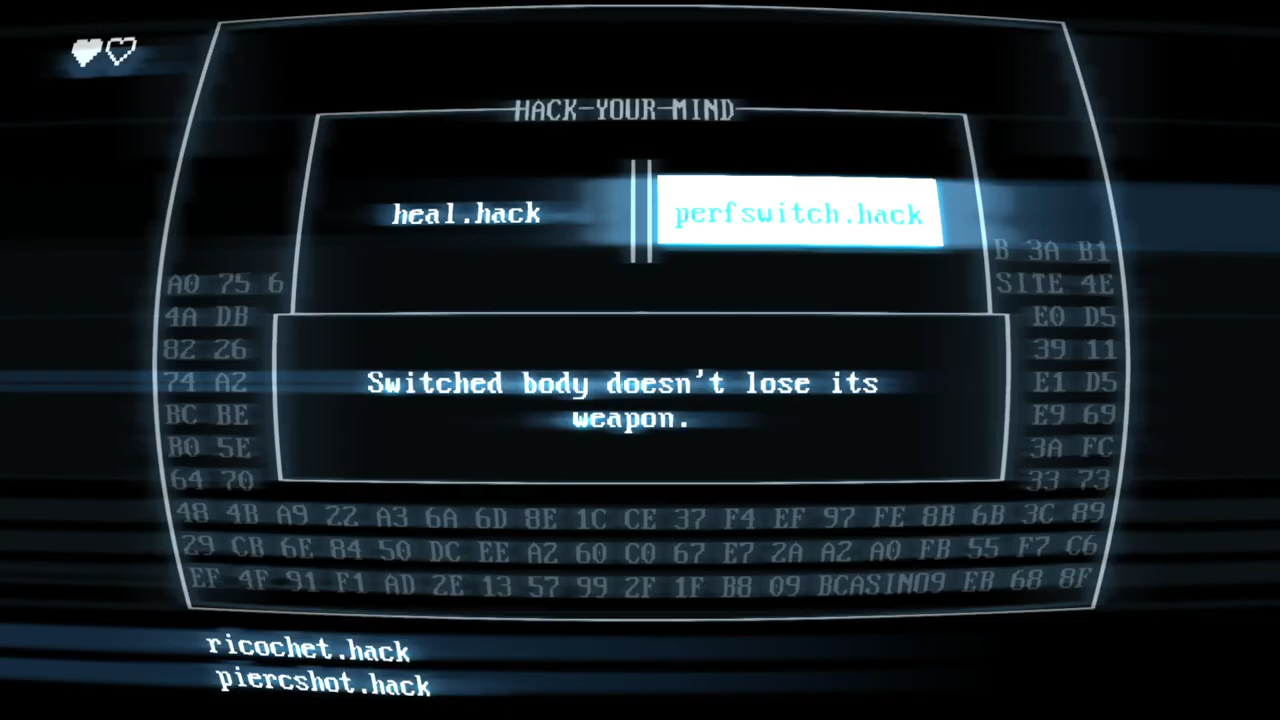 HACK-YOUR-MIND
heal.hack
perfswitch.hack
B 3A B1
A0 75 6
SITE 4E
4A DB
E0 D5
82 26
39 11
74 A2
E1 D5
BC BE
E9 69
B0 5E
3A FC
64 70
33 73
Switched body doesn't lose its
weapon.
48 4B A9 22 A3 6A 6D 8E 1C CE 37 F4 EF 97 FE 8B 6B 3C 89
29 CB 6E 84 50 DC EE A2 60 C0 67 E7 2A A2 A0 FB 55 F7 C6
EF 4F 91 F1 AD 2E 13 57 99 2F 1F B8 09 BCASINO9 EB 68 8F
ricochet.hack
piercshot.hack